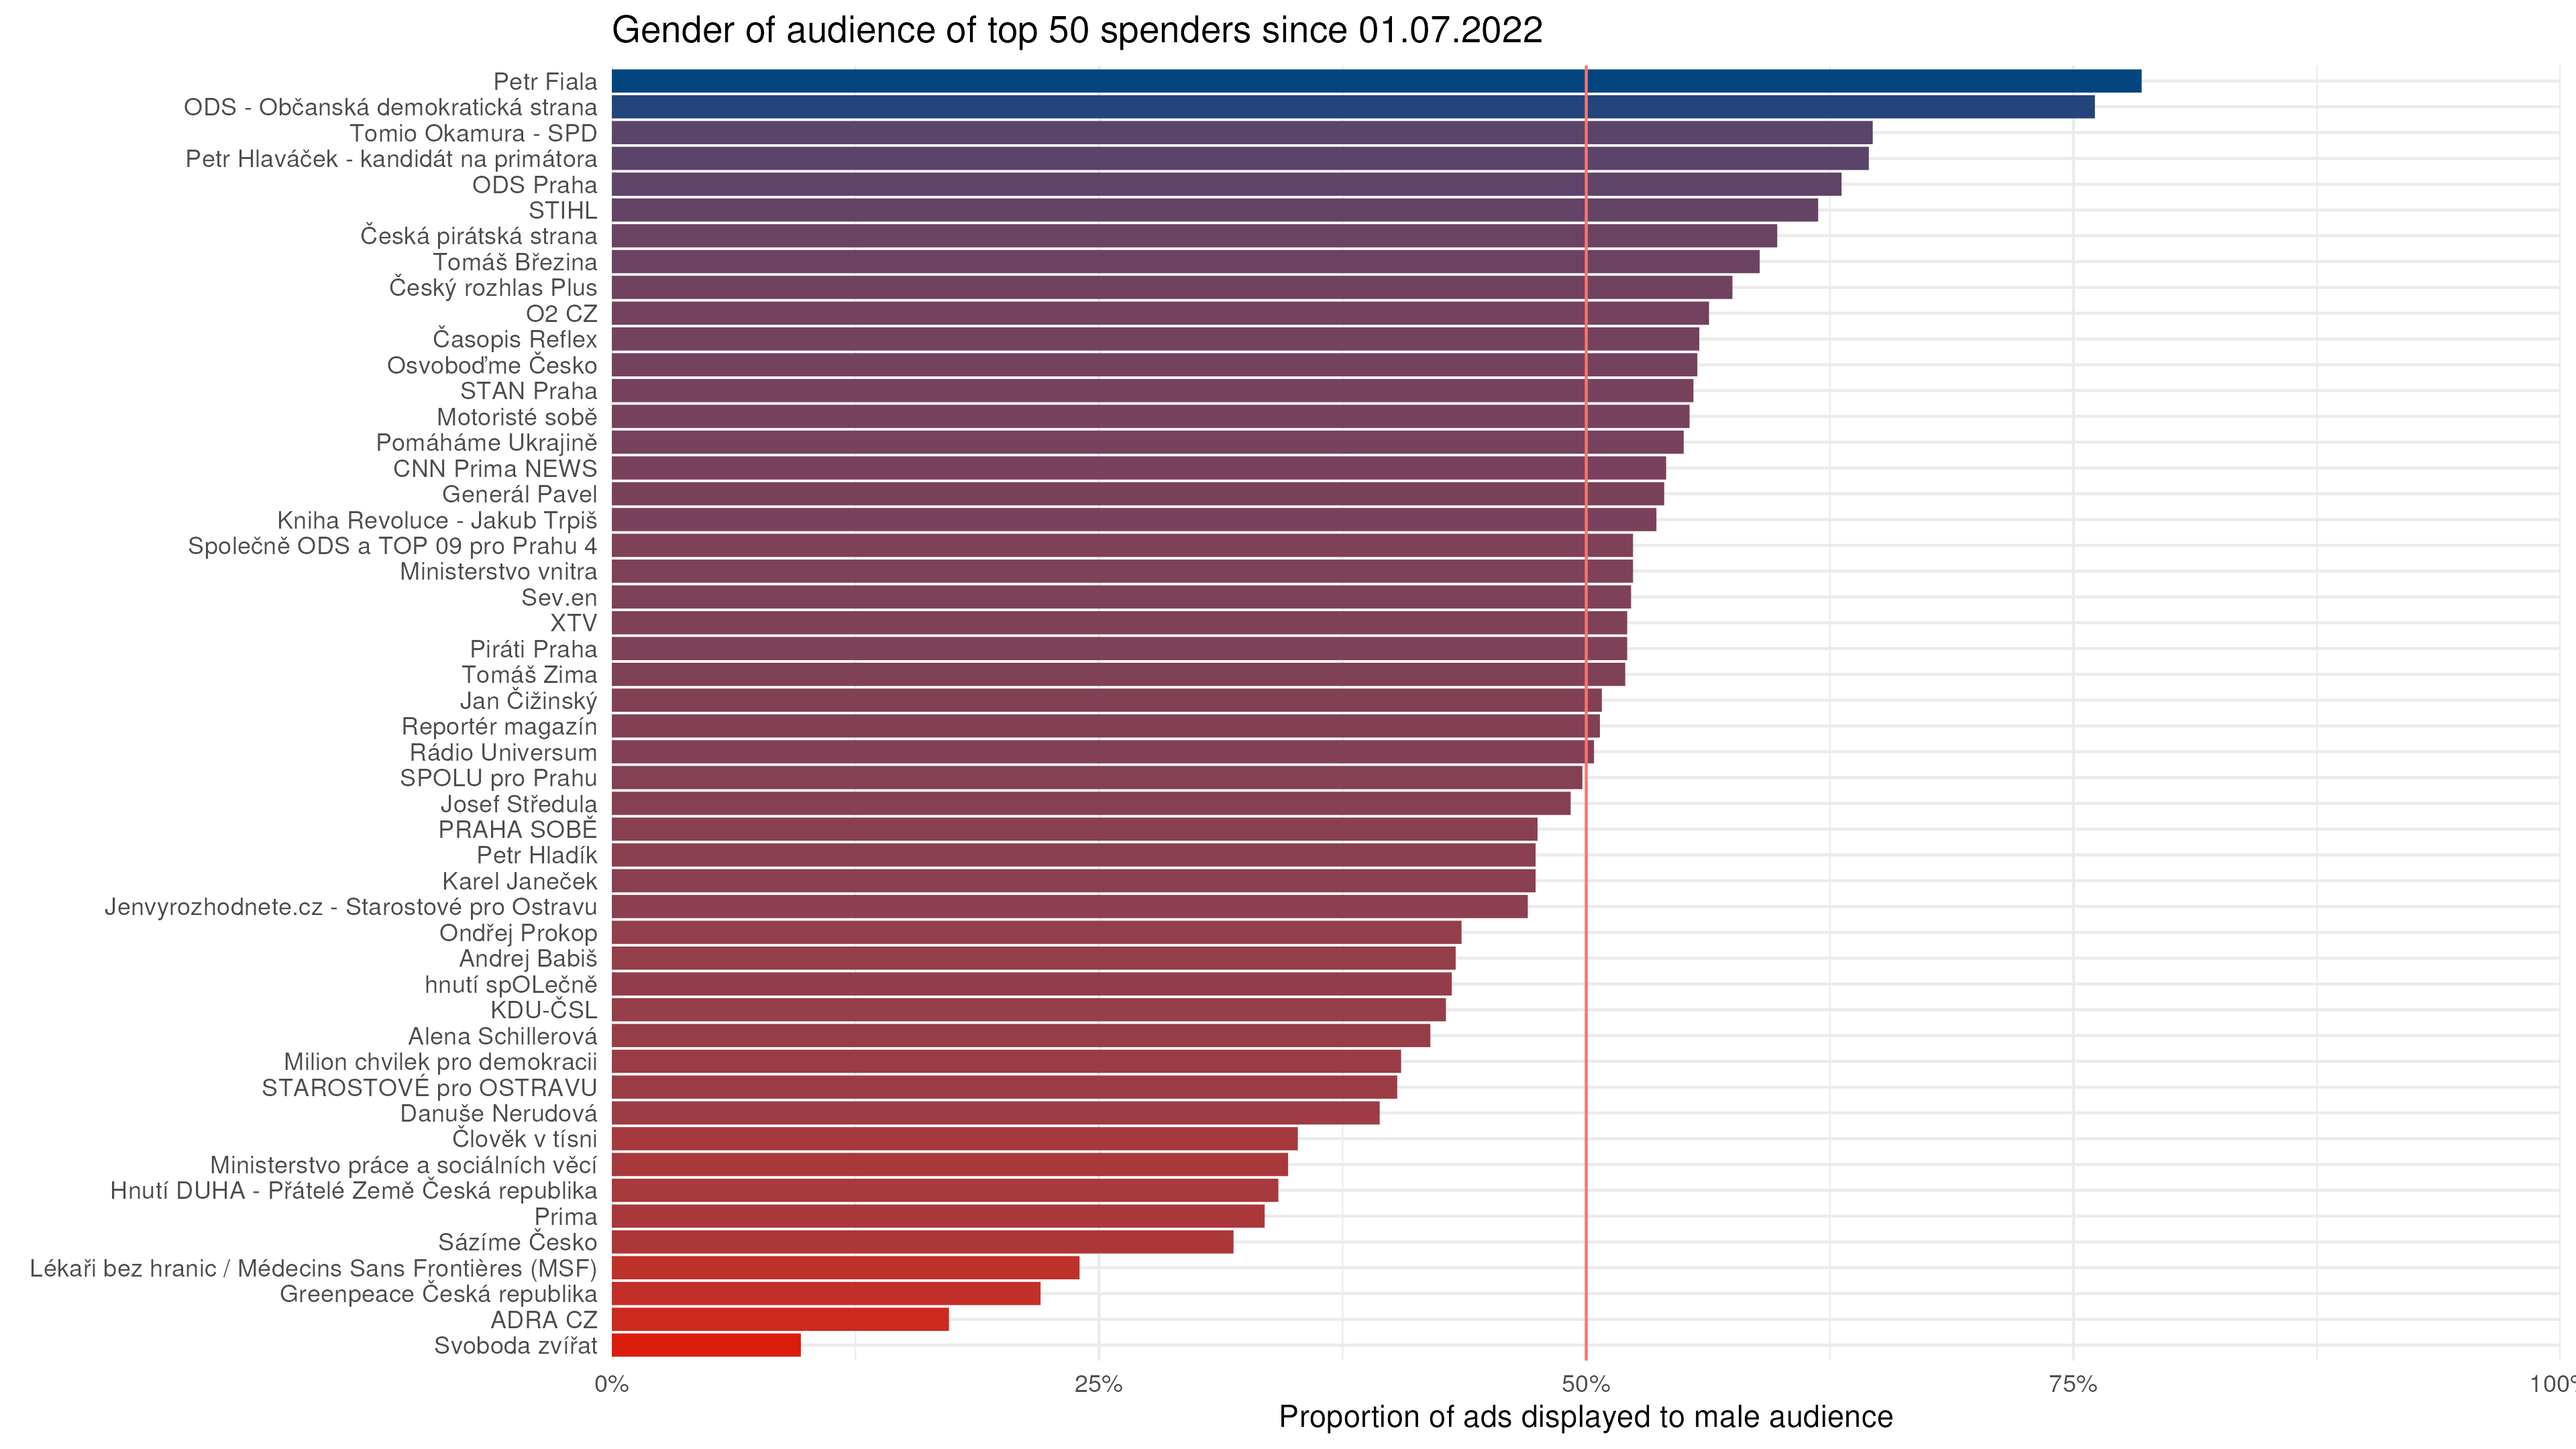 Gender of audience of top 50 spenders since 01.07.2022
Petr Fiala
ODS - Občanská demokratická strana
Tomio Okamura - SPD
Petr Hlaváček - kandidát na primátora
ODS Praha
STIHL
Česká pirátská strana
Tomáš Březina
Český rozhlas Plus
O2 CZ
Časopis Reflex
Osvoboďme Česko
STAN Praha
Motoristé sobě
Pomáháme Ukrajině
CNN Prima NEWS
Generál Pavel
Kniha Revoluce - Jakub Trpiš
Společně ODS a TOP 09 pro Prahu 4
Ministerstvo vnitra
Sev.en
XTV
Piráti Praha
Tomáš Zima
Jan Čižinský
Reportér magazín
Rádio Universum
SPOLU pro Prahu
Josef Středula
PRAHA SOBĚ
Petr Hladík
Karel Janeček
Jenvyrozhodnete.cz - Starostové pro Ostravu
Ondřej Prokop
Andrej Babiš
hnutí spOLečně
KDU-ČSL
Alena Schillerová
Milion chvilek pro demokracii
STAROSTOVÉ pro OSTRAVU
Danuše Nerudová
Člověk v tísni
Ministerstvo práce a sociálních věcí
Hnutí DUHA - Přátelé Země Česká republika
Prima
Sázíme Česko
Lékaři bez hranic / Médecins Sans Frontières (MSF)
Greenpeace Česká republika
ADRA CZ
Svoboda zvířat
0% 25% 50% 75% 100%
Proportion of ads displayed to male audience